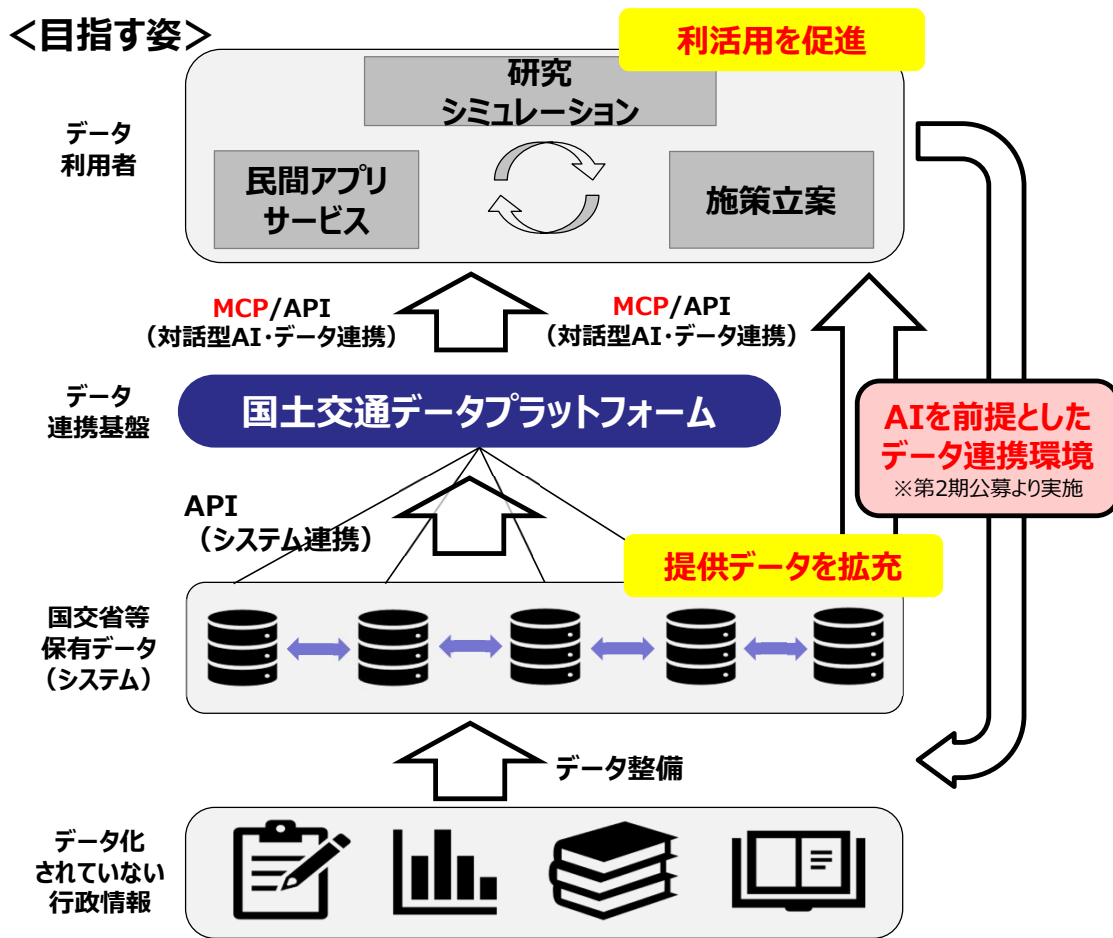 ＜目指す姿＞
利活用を促進
研究
シミュレーション
データ
利用者
民間アプリ
サービス
施策立案
MCP/API
（対話型AI・データ連携）
MCP/API
（対話型AI・データ連携）
データ
連携基盤
国土交通データプラットフォーム
AIを前提とした
データ連携環境
※第2期公募より実施
API
（システム連携）
提供データを拡充
国交省等
保有データ
（システム）
データ整備
データ化
されていない
行政情報